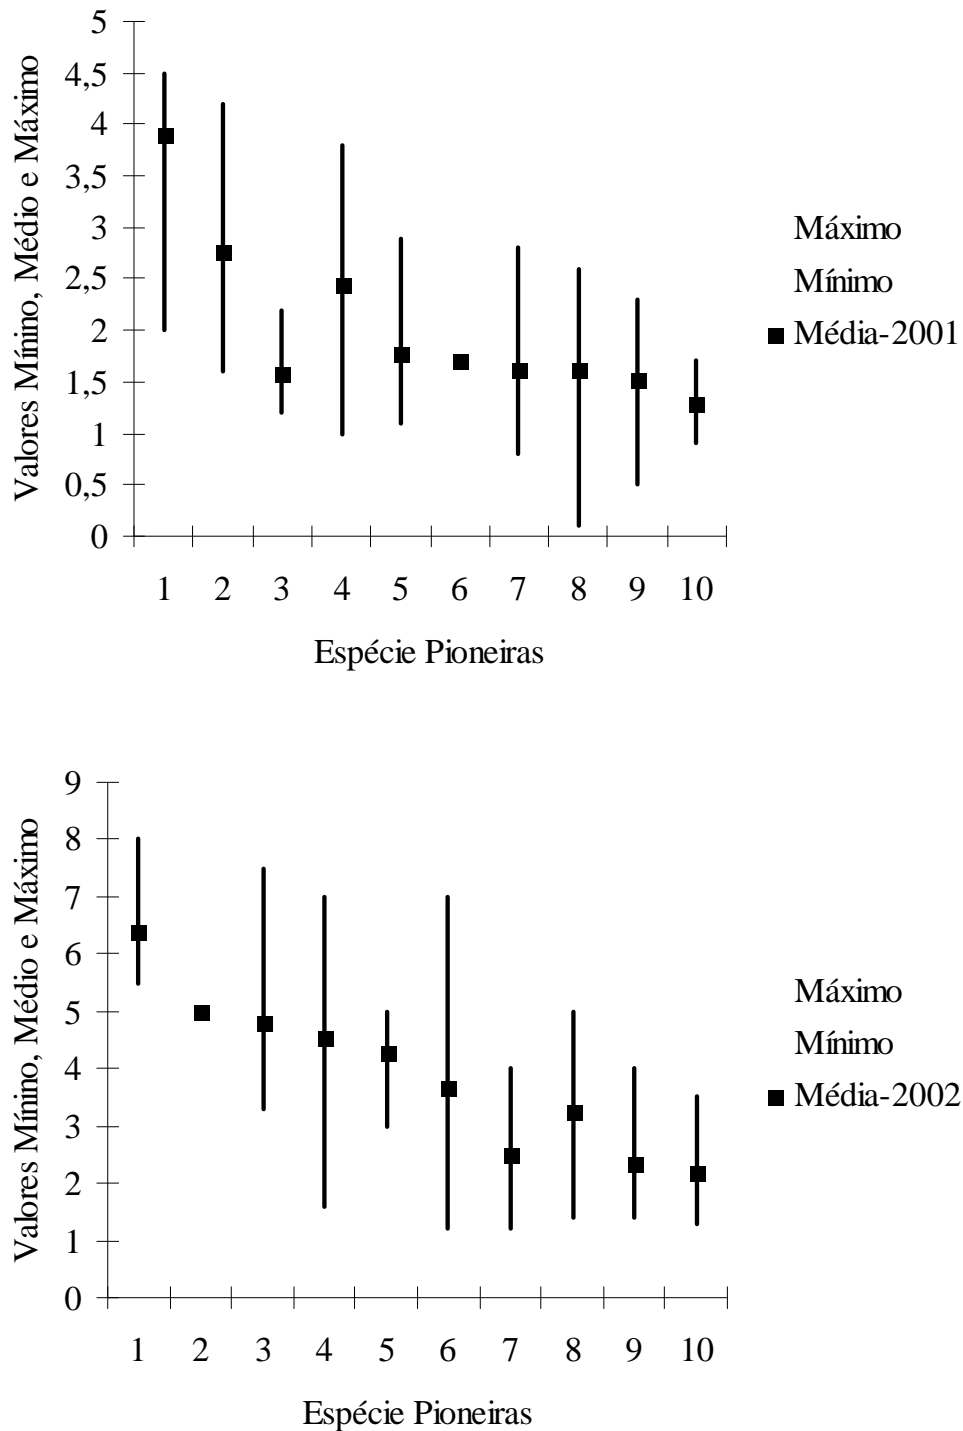 Valores Mínino, Médio e Máximo
5
4,5
4
3,5
3
2,5
2
1,5
1
0,5
0
1 2 3 4 5 6 7 8 9 10
Espécie Pioneiras
Máximo
Mínimo
Média-2001
Valores Mínino, Médio e Máximo
9
8
7
6
5
4
3
2
1
0
1 2 3 4 5 6 7 8 9 10
Espécie Pioneiras
Máximo
Mínimo
Média-2002